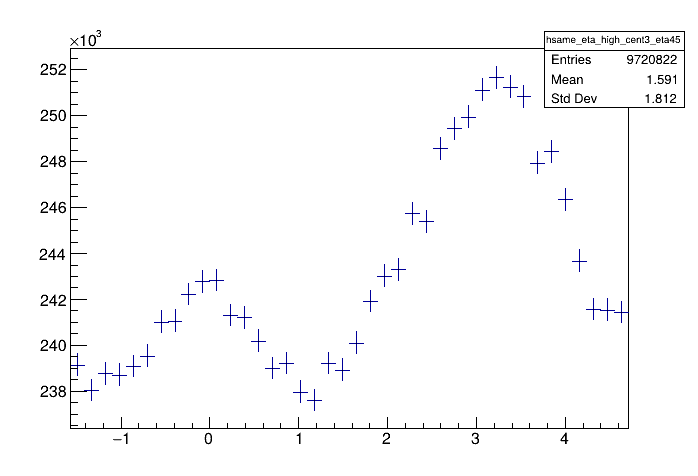 ×10³
hsame_eta_high_cent3_eta45
Entries 9720822
Mean 1.591
Std Dev 1.812
252
250
248
246
244
242
240
238
−1 0 1 2 3 4